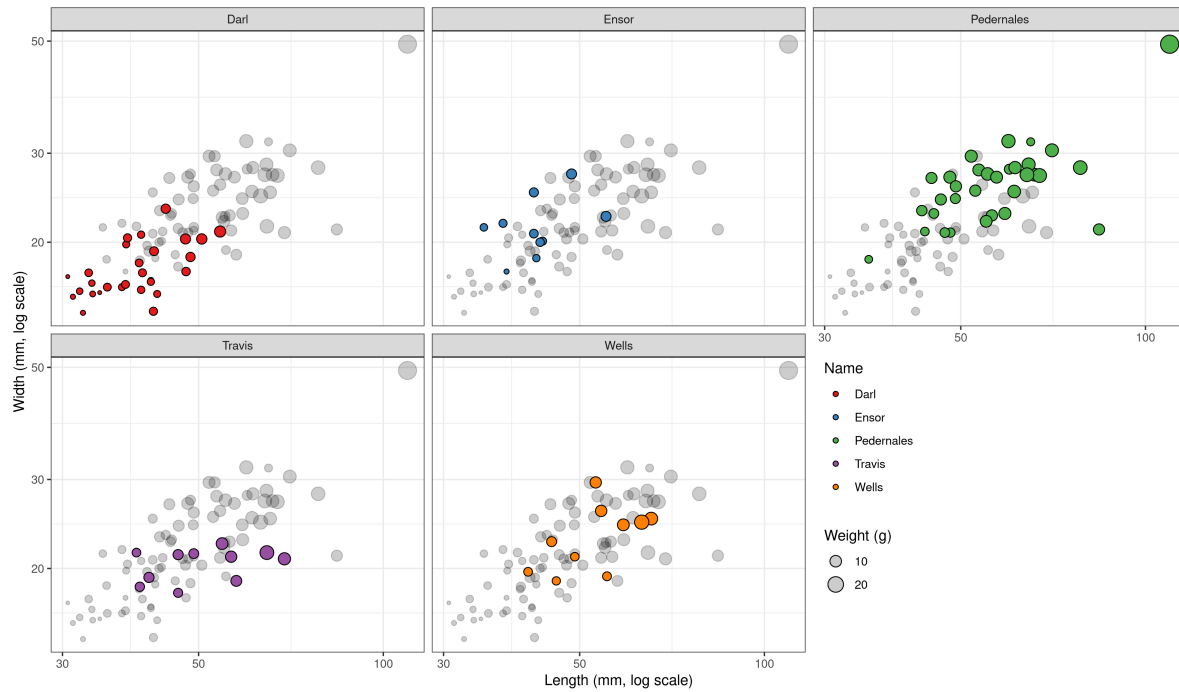 Darl
Ensor
Pedernales
50
30
20
30
50
100
Travis
Wells
50
30
20
30
50
100
30
50
100
Width (mm, log scale)
Length (mm, log scale)
Name
Darl
Ensor
Pedernales
Travis
Wells
Weight (g)
10
20